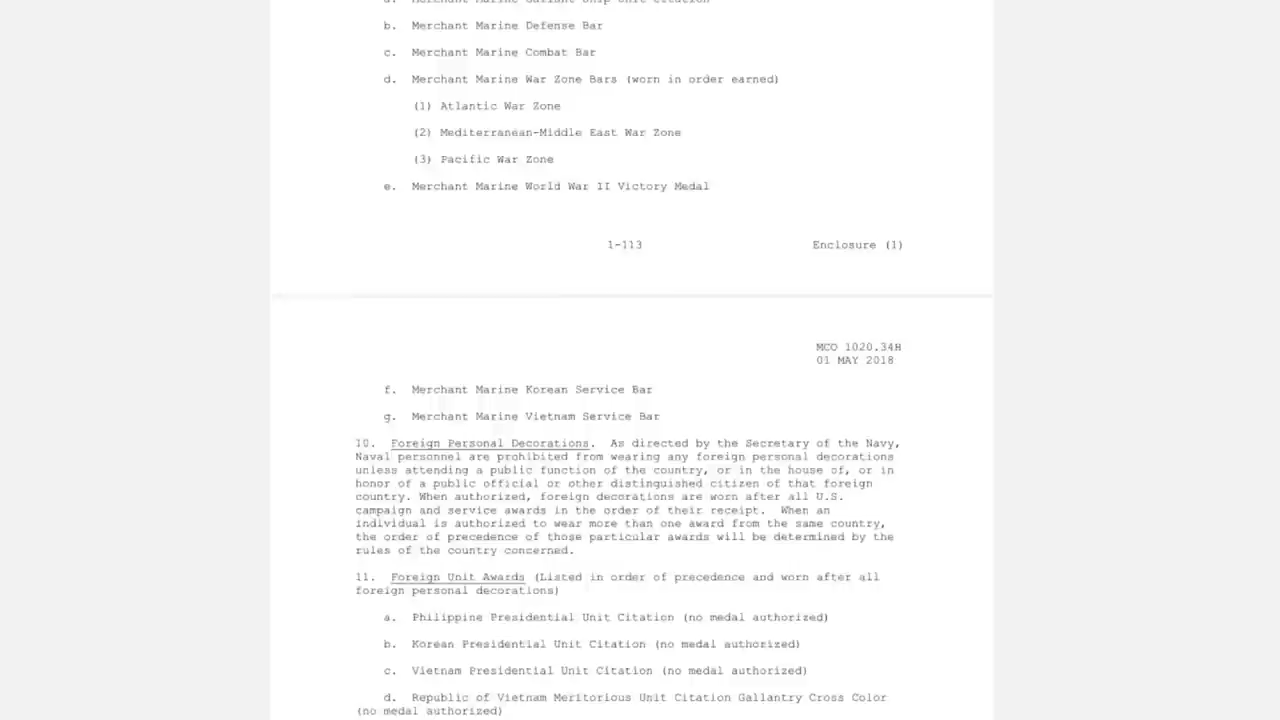 a. Merchant Marine Gallant Ship Unit Citation
b. Merchant Marine Defense Bar
c. Merchant Marine Combat Bar
d. Merchant Marine War Zone Bars (worn in order earned)
(1) Atlantic War Zone
(2) Mediterranean-Middle East War Zone
(3) Pacific War Zone
e. Merchant Marine World War II Victory Medal
1-113 Enclosure (1)
MCO 1020.34H
01 MAY 2018
f. Merchant Marine Korean Service Bar
g. Merchant Marine Vietnam Service Bar
10. Foreign Personal Decorations. As directed by the Secretary of the Navy,
Naval personnel are prohibited from wearing any foreign personal decorations
unless attending a public function of the country, or in the house of, or in
honor of a public official or other distinguished citizen of that foreign
country. When authorized, foreign decorations are worn after all U.S.
campaign and service awards in the order of their receipt. When an
individual is authorized to wear more than one award from the same country,
the order of precedence of those particular awards will be determined by the
rules of the country concerned.
11. Foreign Unit Awards (Listed in order of precedence and worn after all
foreign personal decorations)
a. Philippine Presidential Unit Citation (no medal authorized)
b. Korean Presidential Unit Citation (no medal authorized)
c. Vietnam Presidential Unit Citation (no medal authorized)
d. Republic of Vietnam Meritorious Unit Citation Gallantry Cross Color
(no medal authorized)